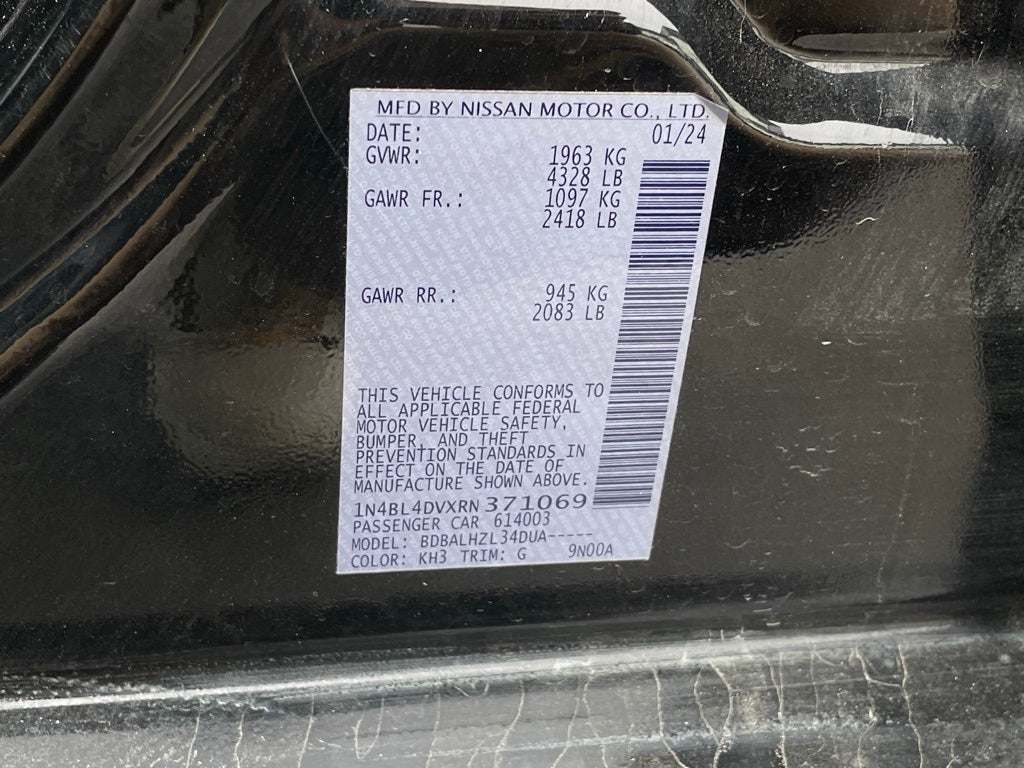 MFD BY NISSAN MOTOR CO., LTD.
DATE: 01/24
GVWR: 1963 KG
4328 LB
GAWR FR.: 1097 KG
2418 LB
GAWR RR.: 945 KG
2083 LB
THIS VEHICLE CONFORMS TO
ALL APPLICABLE FEDERAL
MOTOR VEHICLE SAFETY,
BUMPER, AND THEFT
PREVENTION STANDARDS IN
EFFECT ON THE DATE OF
MANUFACTURE SHOWN ABOVE.
1N4BL4DVXRN371069
PASSENGER CAR 614003
MODEL: BDBALHZL34DUA-----
COLOR: KH3 TRIM: G 9N00A